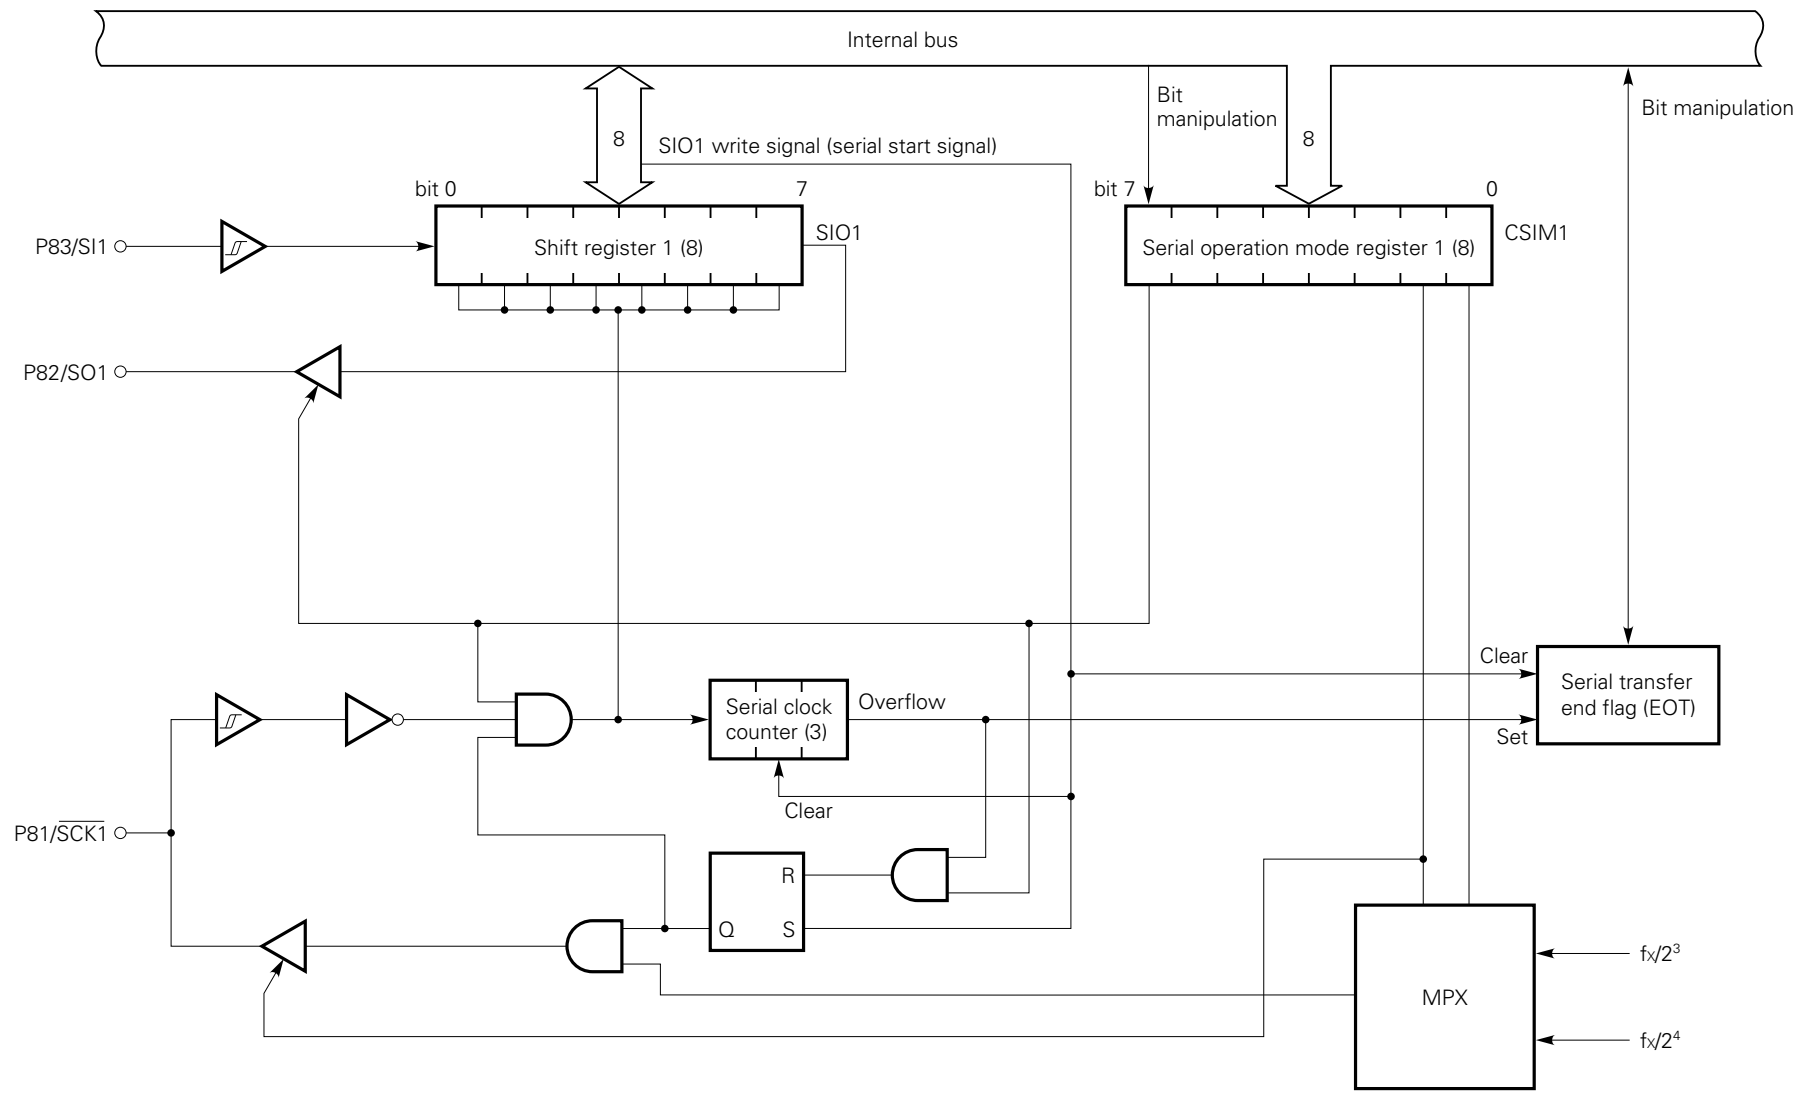 Internal bus
Bit
manipulation
Bit manipulation
8
8
SIO1 write signal (serial start signal)
bit 0
7
bit 7
0
P83/SI1
Shift register 1 (8)
SIO1
Serial operation mode register 1 (8)
CSIM1
P82/SO1
Clear
Serial transfer
end flag (EOT)
Set
Serial clock
counter (3)
Overflow
Clear
P81/S̅C̅K̅1̅
R
Q
S
MPX
fX/2³
fX/2⁴